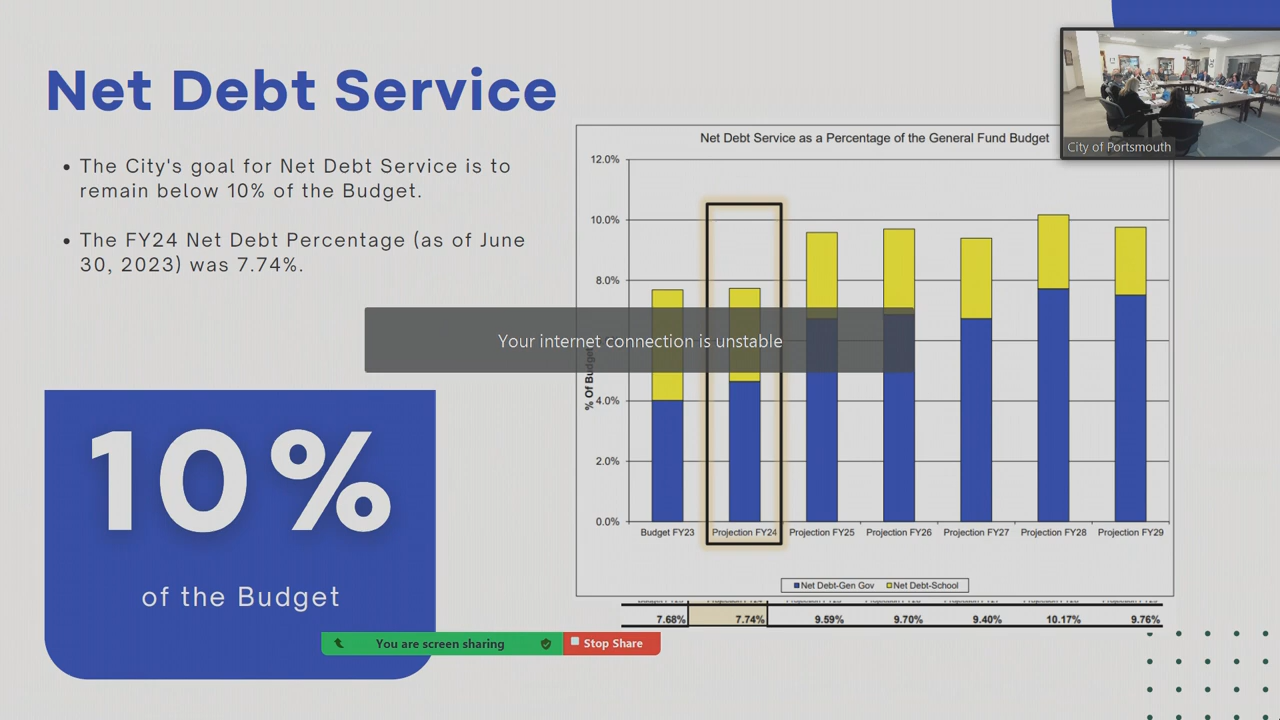 Net Debt Service
The City's goal for Net Debt Service is to
remain below 10% of the Budget.
The FY24 Net Debt Percentage (as of June
30, 2023) was 7.74%.
10%
of the Budget
City of Portsmouth
Net Debt Service as a Percentage of the General Fund Budget
12.0%
10.0%
8.0%
Your internet connection is unstable
% Of Budget
4.0%
2.0%
0.0%
Budget FY23 Projection FY24 Projection FY25 Projection FY26 Projection FY27 Projection FY28 Projection FY29
Net Debt-Gen Gov Net Debt-School
7.68% 7.74% 9.59% 9.70% 9.40% 10.17% 9.76%
You are screen sharing Stop Share